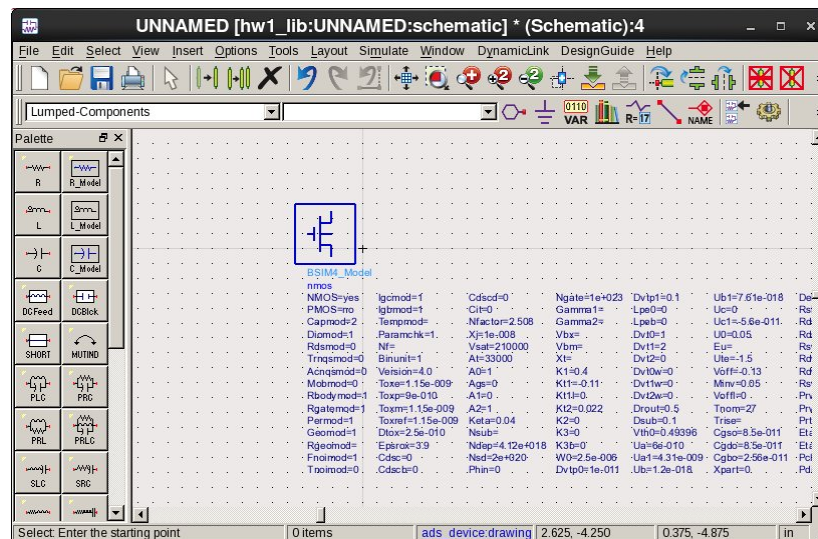 UNNAMED [hw1_lib:UNNAMED:schematic] * (Schematic):4
File Edit Select View Insert Options Tools Layout Simulate Window DynamicLink DesignGuide Help
Lumped-Components
0110 VAR R=17 NAME
Palette
R R_Model
L L_Model
C C_Model
DCFeed DCBlck
SHORT MUTIND
PLC PRC
PRL PRLC
SLC SRC
BSIM4_Model
nmos
NMOS=yes Igcmod=1 Cdscd=0 Ngate=1e+023 Dvtp1=0.1 Ub1=7.61e-018
PMOS=no Igbmod=1 Cit=0 Gamma1= Lpe0=0 Uc=0
Capmod=2 Tempmod= Nfactor=2.508 Gamma2= Lpeb=0 Uc1=-5.6e-011
Diomod=1 Paramchk=1 Xj=1e-008 Vbx= Dvt0=1 U0=0.05
Rdsmod=0 Nf= Vsat=210000 Vbm= Dvt1=2 Eu=
Trnqsmod=0 Binunit=1 At=33000 Xt= Dvt2=0 Ute=-1.5
Acnqsmod=0 Version=4.0 A0=1 K1=0.4 Dvt0w=0 Voff=-0.13
Mobmod=0 Toxe=1.15e-009 Ags=0 Kt1=-0.11 Dvt1w=0 Minv=0.05
Rbodymod=1 Toxp=9e-010 A1=0 Kt1l=0 Dvt2w=0 Voffl=0
Rgatemod=1 Toxm=1.15e-009 A2=1 Kt2=0.022 Drout=0.5 Tnom=27
Permod=1 Toxref=1.15e-009 Keta=0.04 K2=0 Dsub=0.1 Trise=
Geomod=1 Dtox=2.5e-010 Nsub= K3=0 Vth0=0.49396 Cgso=8.5e-011
Rgeomod= Epsrox=3.9 Ndep=4.12e+018 K3b=0 Ua=6e-010 Cgdo=8.5e-011
Fnoimod=1 Cdsc=0 Nsd=2e+020 W0=2.5e-006 Ua1=4.31e-009 Cgbo=2.56e-011
Tnoimod=0 Cdscb=0 Phin=0 Dvtp0=1e-011 Ub=1.2e-018 Xpart=0
Select: Enter the starting point 0 items ads_device:drawing 2.625, -4.250 0.375, -4.875 in